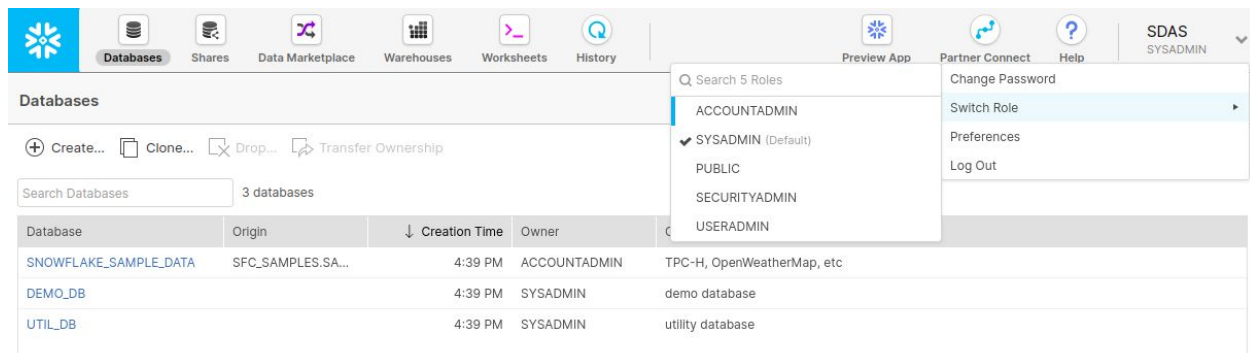 Databases Shares Data Marketplace Warehouses Worksheets History Preview App Partner Connect Help
SDAS
SYSADMIN
Databases
Create... Clone... Drop... Transfer Ownership
Search Databases
3 databases
Search 5 Roles
ACCOUNTADMIN
SYSADMIN (Default)
PUBLIC
SECURITYADMIN
USERADMIN
Change Password
Switch Role
Preferences
Log Out
Database Origin ↓ Creation Time Owner
SNOWFLAKE_SAMPLE_DATA SFC_SAMPLES.SA... 4:39 PM ACCOUNTADMIN TPC-H, OpenWeatherMap, etc
DEMO_DB 4:39 PM SYSADMIN demo database
UTIL_DB 4:39 PM SYSADMIN utility database